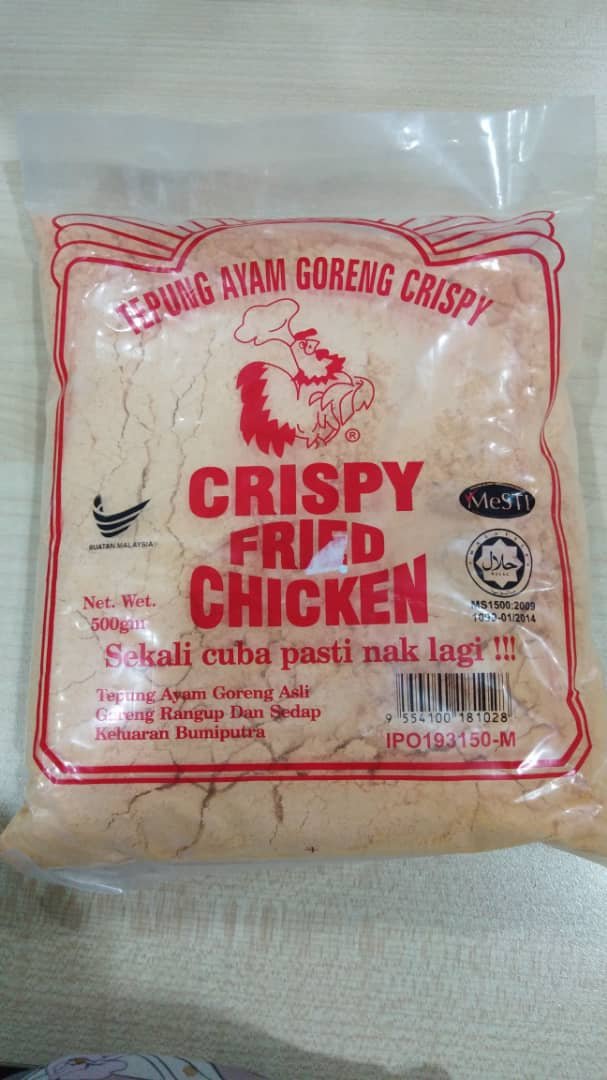 TEPUNG AYAM GORENG CRISPY
®
CRISPY
FRIED
CHICKEN
BUATAN MALAYSIA
MeSTI
حلال
MS1500:2009
Net. Wet.
500gm
Sekali cuba pasti nak lagi !!!
Tepung Ayam Goreng Asli
Goreng Rangup Dan Sedap
Keluaran Bumiputra
9 554100 181028
IPO193150-M